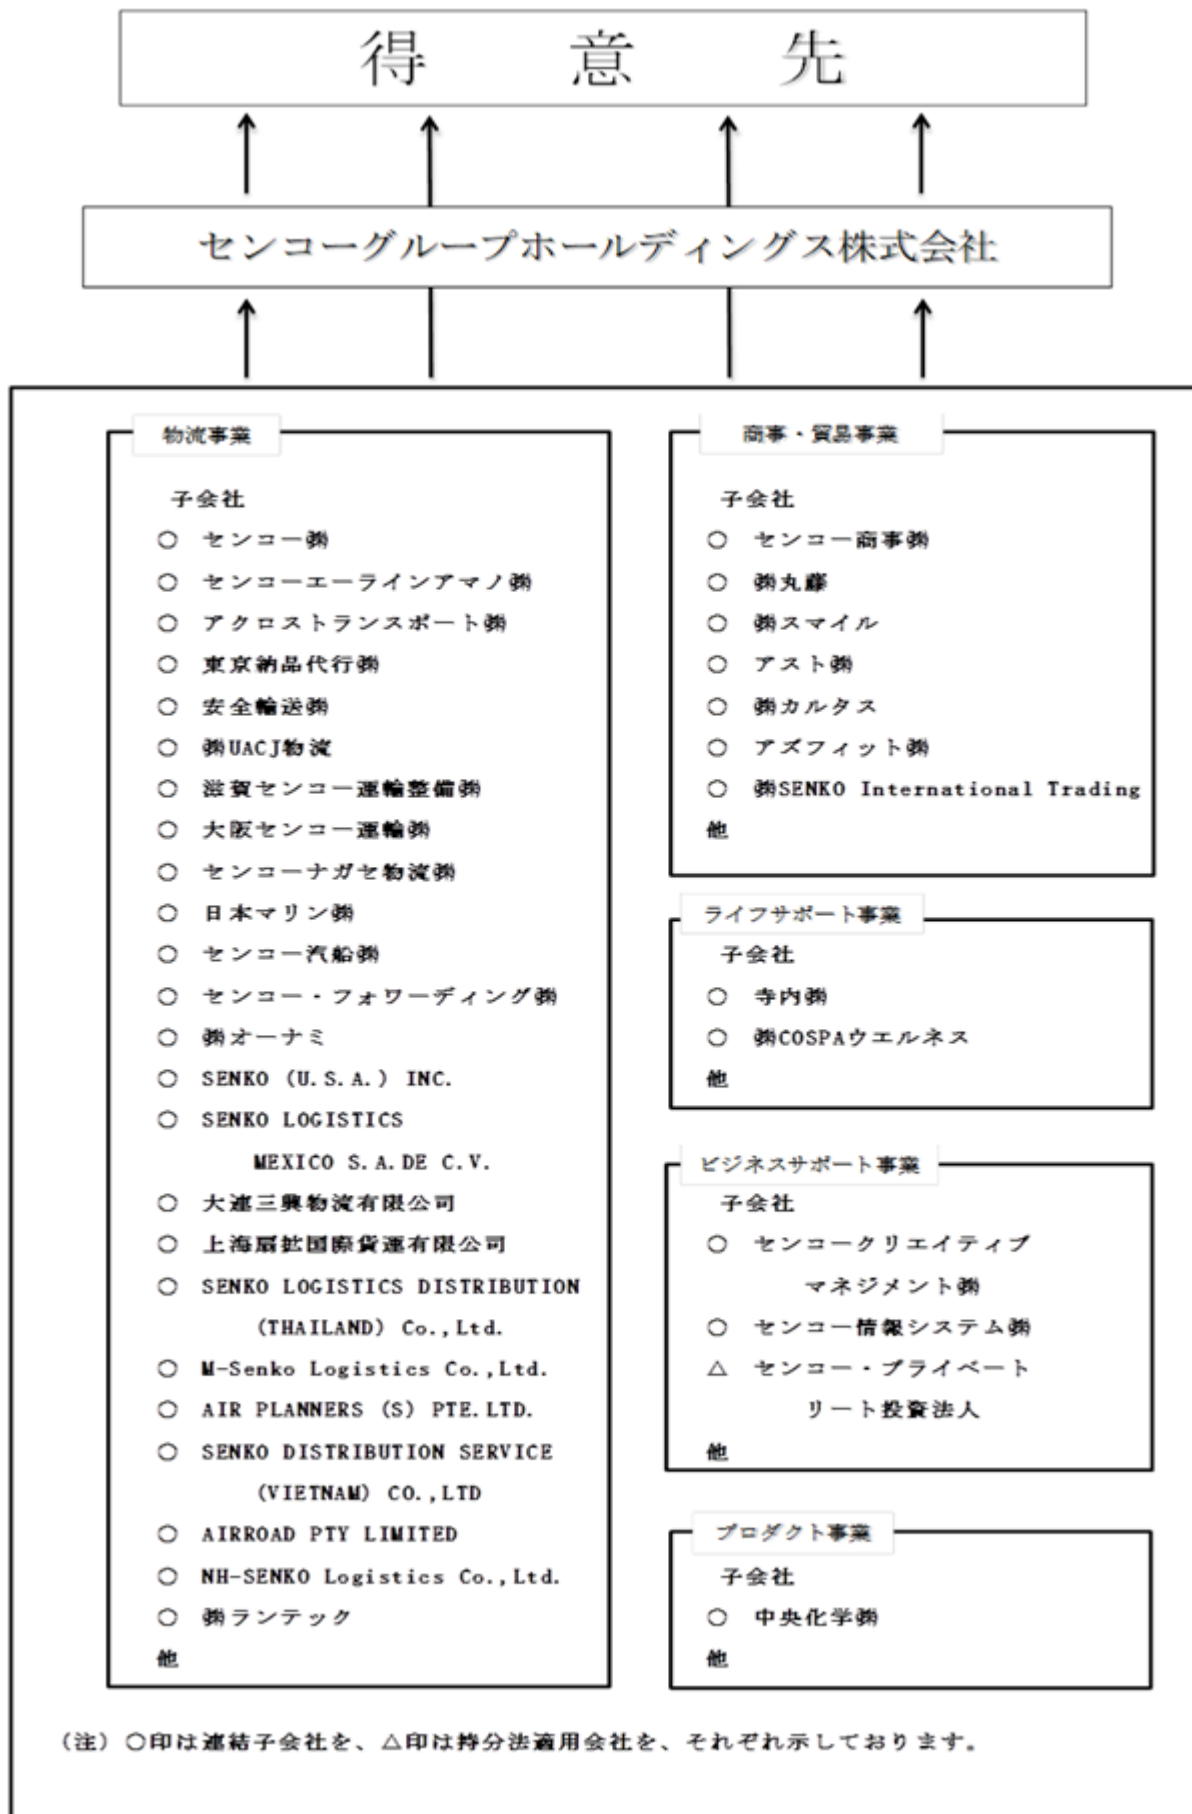 得意先
センコーグループホールディングス株式会社
物流事業
子会社
○ センコー㈱
○ センコーエーラインアマノ㈱
○ アクロストランスポート㈱
○ 東京納品代行㈱
○ 安全輸送㈱
○ ㈱UACJ物流
○ 滋賀センコー運輸整備㈱
○ 大阪センコー運輸㈱
○ センコーナガセ物流㈱
○ 日本マリン㈱
○ センコー汽船㈱
○ センコー・フォワーディング㈱
○ ㈱オーナミ
○ SENKO (U.S.A.) INC.
○ SENKO LOGISTICS
MEXICO S.A.DE C.V.
○ 大連三興物流有限公司
○ 上海扇拡国際貨運有限公司
○ SENKO LOGISTICS DISTRIBUTION
(THAILAND) Co.,Ltd.
○ M-Senko Logistics Co.,Ltd.
○ AIR PLANNERS (S) PTE.LTD.
○ SENKO DISTRIBUTION SERVICE
(VIETNAM) CO.,LTD
○ AIRROAD PTY LIMITED
○ NH-SENKO Logistics Co.,Ltd.
○ ㈱ランテック
他
商事・貿易事業
子会社
○ センコー商事㈱
○ ㈱丸藤
○ ㈱スマイル
○ アスト㈱
○ ㈱カルタス
○ アズフィット㈱
○ ㈱SENKO International Trading
他
ライフサポート事業
子会社
○ 寺内㈱
○ ㈱COSPAウエルネス
他
ビジネスサポート事業
子会社
○ センコークリエイティブ
マネジメント㈱
○ センコー情報システム㈱
△ センコー・プライベート
リート投資法人
他
プロダクト事業
子会社
○ 中央化学㈱
他
(注) ○印は連結子会社を、△印は持分法適用会社を、それぞれ示しております。